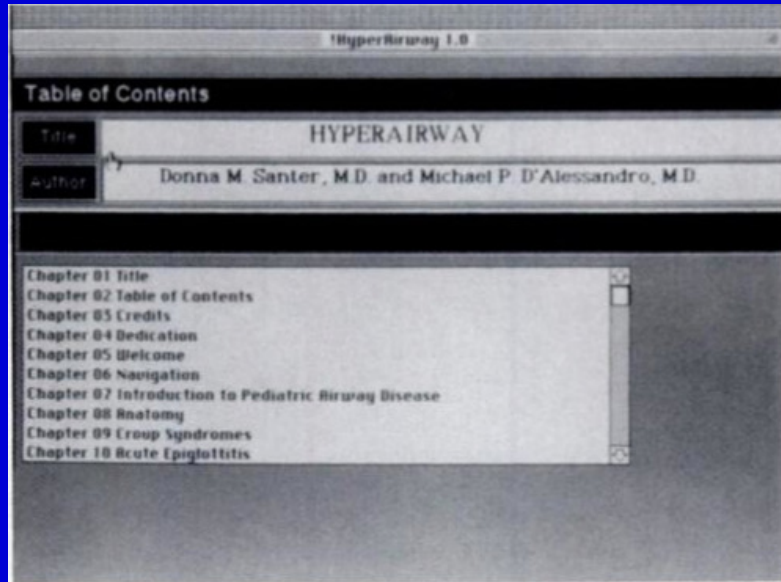 !HyperAirway 1.0
Table of Contents
Title
HYPERAIRWAY
Author
Donna M. Santer, M.D. and Michael P. D'Alessandro, M.D.
Chapter 01 Title
Chapter 02 Table of Contents
Chapter 03 Credits
Chapter 04 Dedication
Chapter 05 Welcome
Chapter 06 Navigation
Chapter 07 Introduction to Pediatric Airway Disease
Chapter 08 Anatomy
Chapter 09 Croup Syndromes
Chapter 10 Acute Epiglottitis